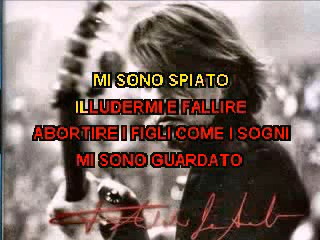 MI SONO SPIATO
ILLUDERMI E FALLIRE
ABORTIRE I FIGLI COME I SOGNI
MI SONO GUARDATO